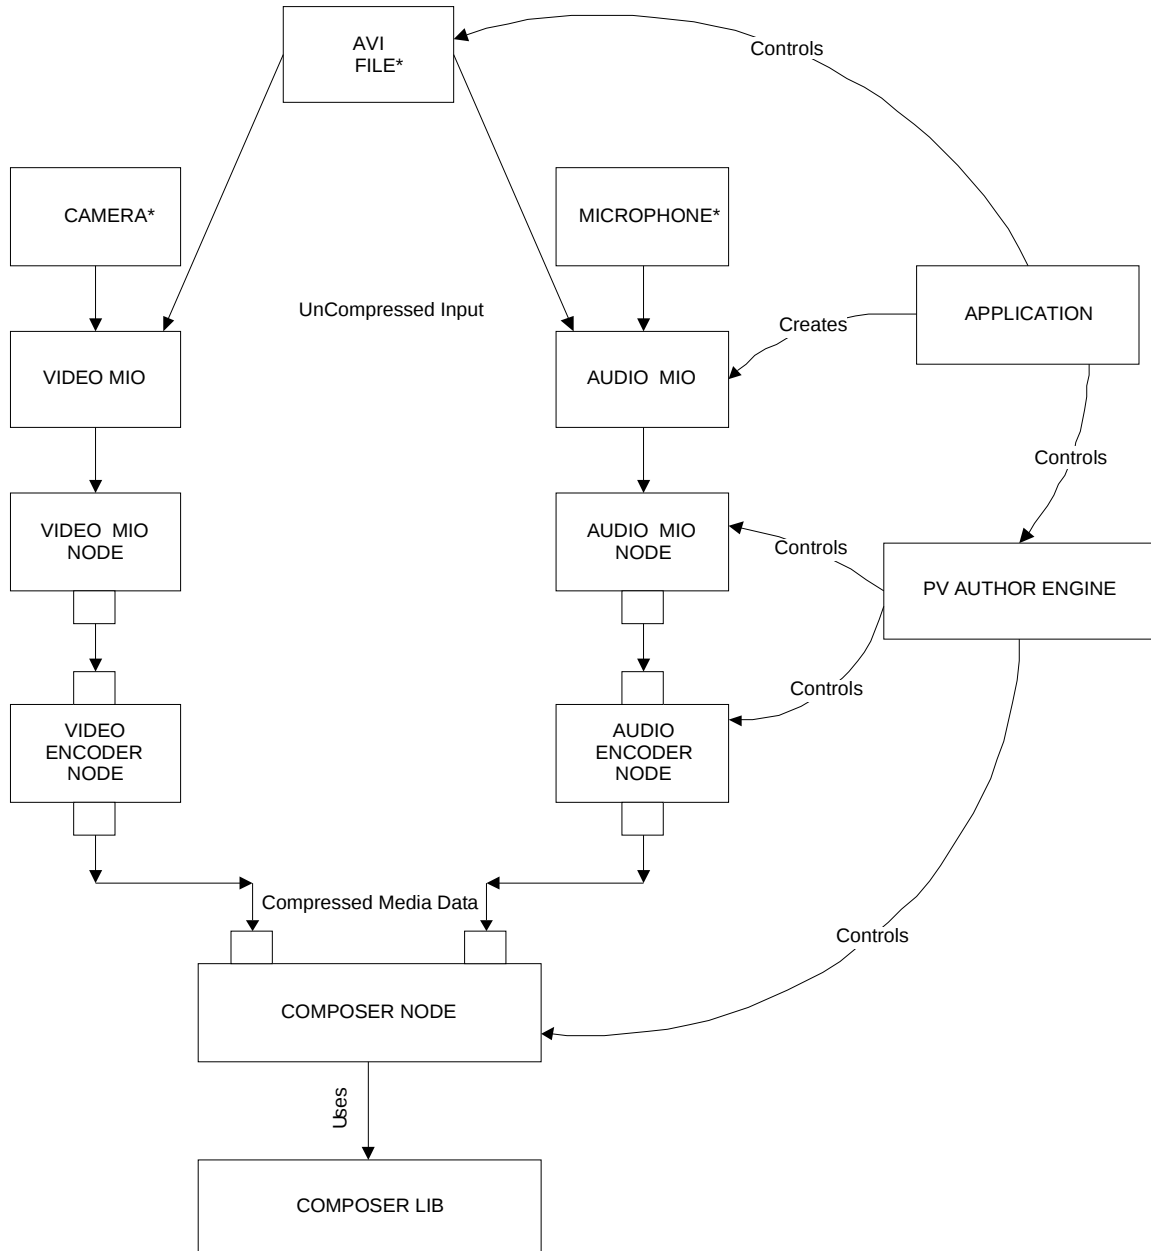 AVI
FILE*
Controls
CAMERA*
MICROPHONE*
UnCompressed Input
APPLICATION
Creates
VIDEO MIO
AUDIO MIO
Controls
VIDEO MIO
NODE
AUDIO MIO
NODE
Controls
PV AUTHOR ENGINE
Controls
VIDEO
ENCODER
NODE
AUDIO
ENCODER
NODE
Compressed Media Data
Controls
COMPOSER NODE
Uses
COMPOSER LIB